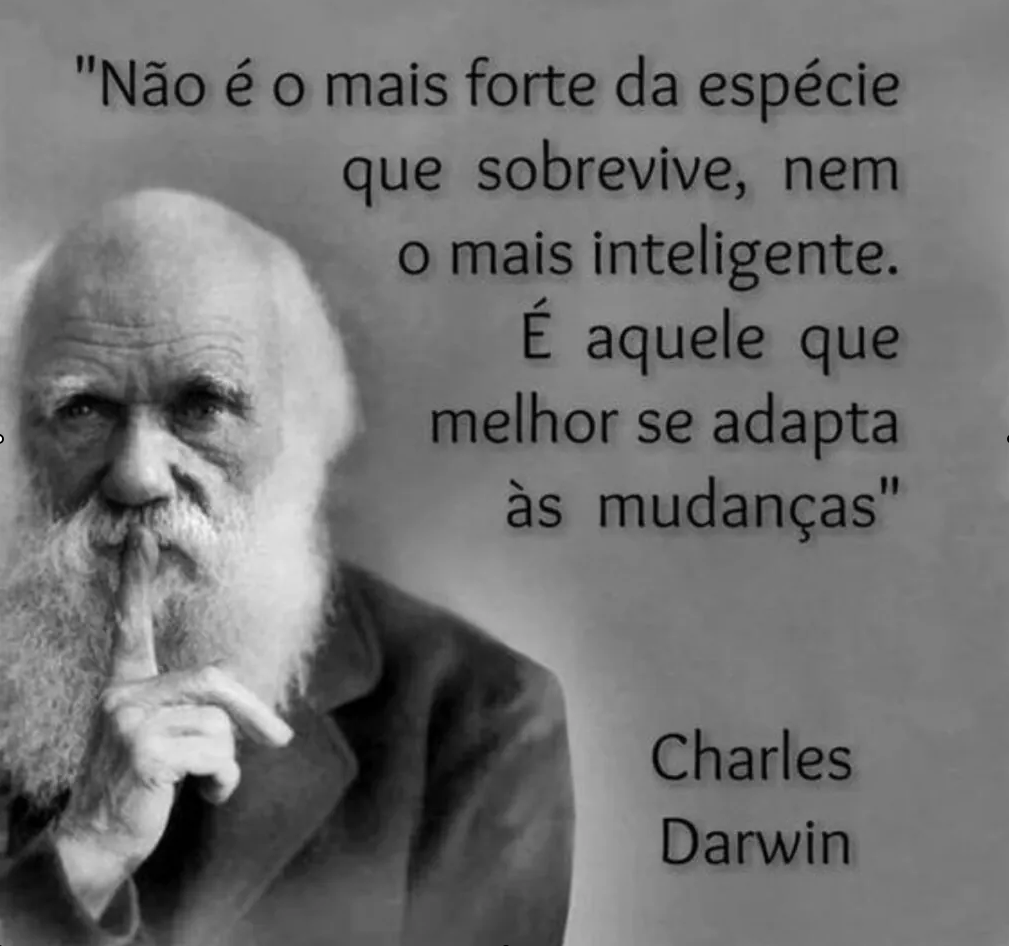 "Não é o mais forte da espécie
que sobrevive, nem
o mais inteligente.
É aquele que
melhor se adapta
às mudanças"
Charles
Darwin